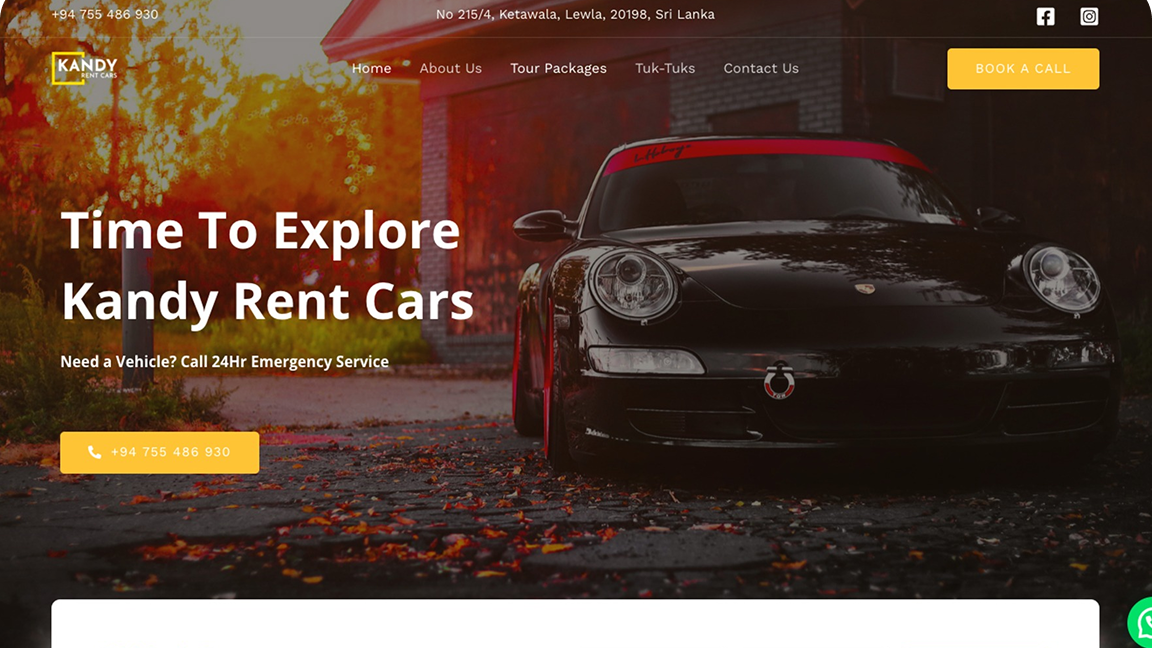 +94 755 486 930
No 215/4, Ketawala, Lewla, 20198, Sri Lanka
KANDY
RENT CARS
Home
About Us
Tour Packages
Tuk-Tuks
Contact Us
BOOK A CALL
Time To Explore
Kandy Rent Cars
Need a Vehicle? Call 24Hr Emergency Service
+94 755 486 930